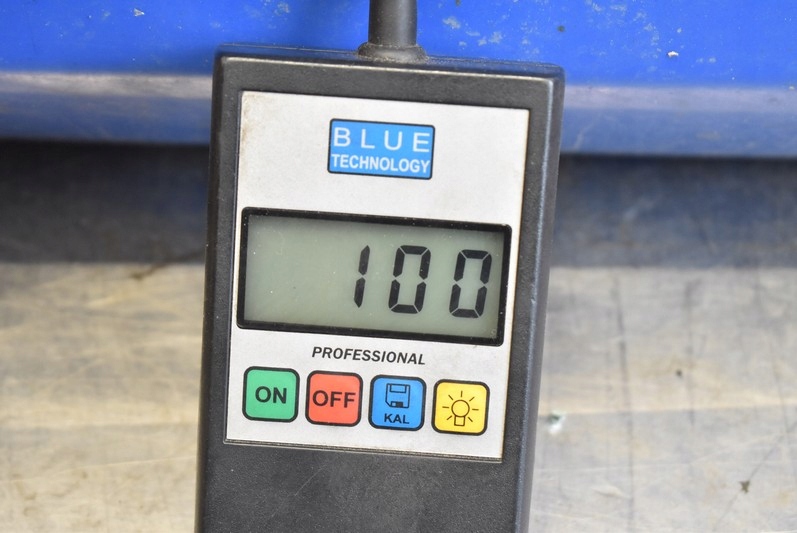 BLUE
TECHNOLOGY
100
PROFESSIONAL
ON OFF KAL